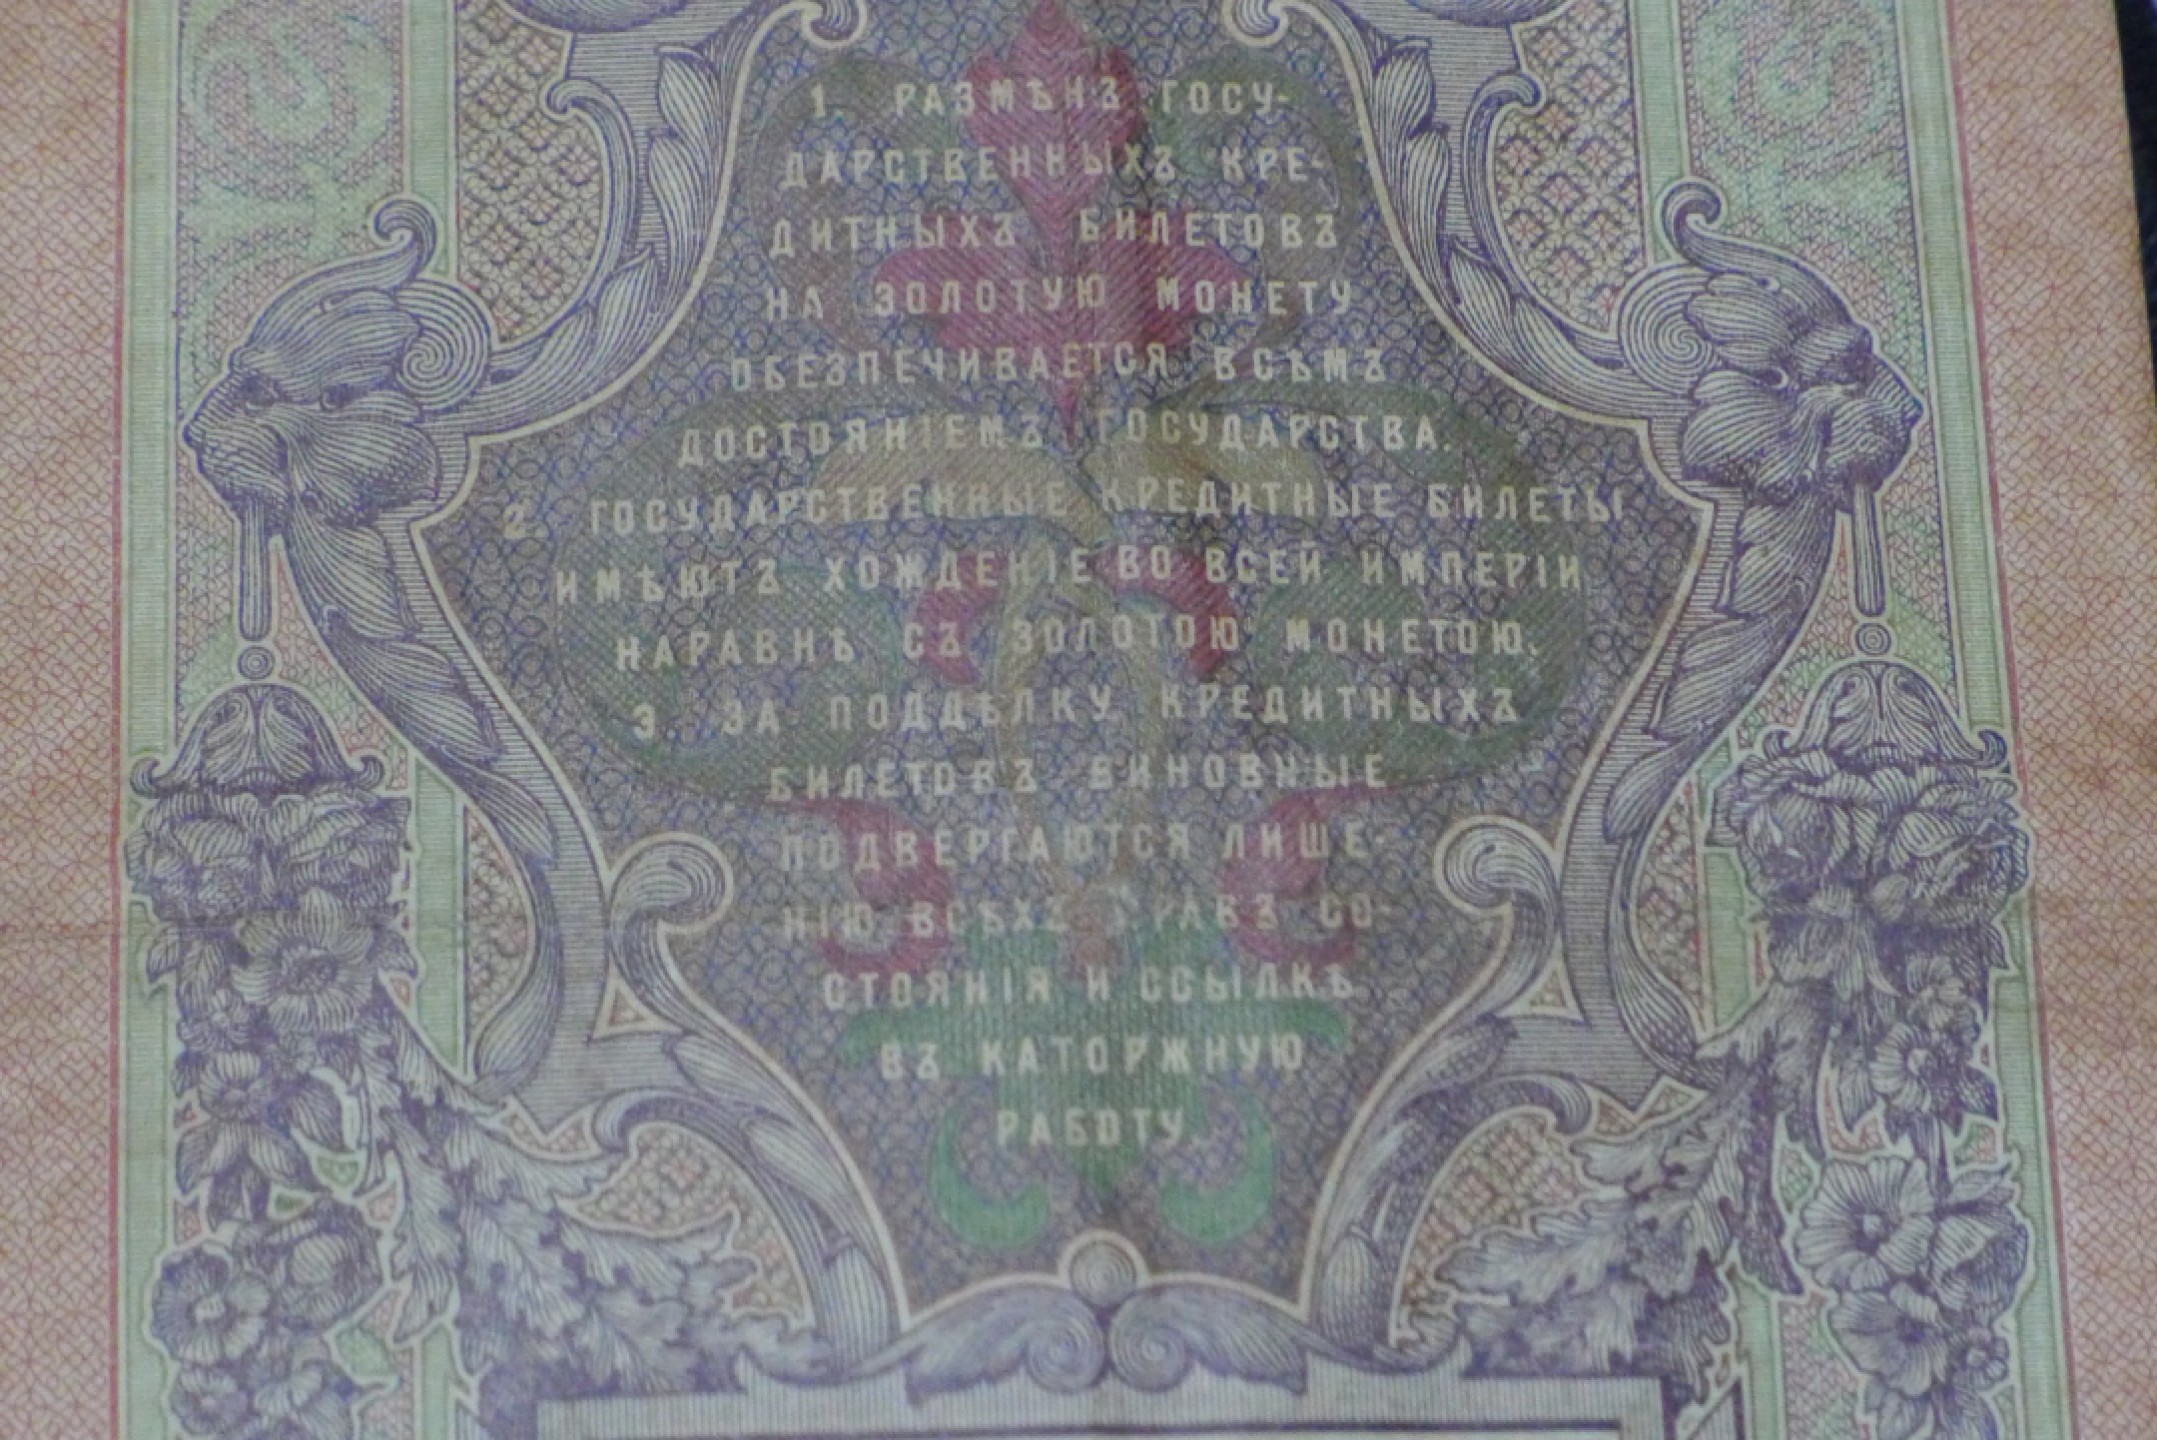 1. РАЗМѢНЪ ГОСУ-
ДАРСТВЕННЫХЪ КРЕ-
ДИТНЫХЪ БИЛЕТОВЪ
НА ЗОЛОТУЮ МОНЕТУ
ОБЕЗПЕЧИВАЕТСЯ ВСѢМЪ
ДОСТОЯНІЕМЪ ГОСУДАРСТВА.
2. ГОСУДАРСТВЕННЫЕ КРЕДИТНЫЕ БИЛЕТЫ
ИМѢЮТЪ ХОЖДЕНІЕ ВО ВСЕЙ ИМПЕРІИ
НАРАВНѢ СЪ ЗОЛОТОЮ МОНЕТОЮ.
3. ЗА ПОДДѢЛКУ КРЕДИТНЫХЪ
БИЛЕТОВЪ ВИНОВНЫЕ
ПОДВЕРГАЮТСЯ ЛИШЕ-
НІЮ ВСѢХЪ ПРАВЪ СО-
СТОЯНІЯ И ССЫЛКѢ
ВЪ КАТОРЖНУЮ
РАБОТУ.